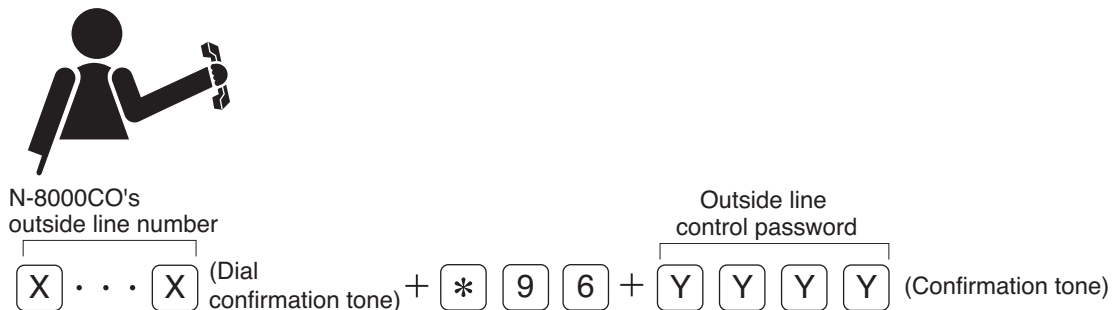 N-8000CO's
outside line number
Outside line
control password
X · · · X (Dial
confirmation tone) + * 9 6 + Y Y Y Y (Confirmation tone)